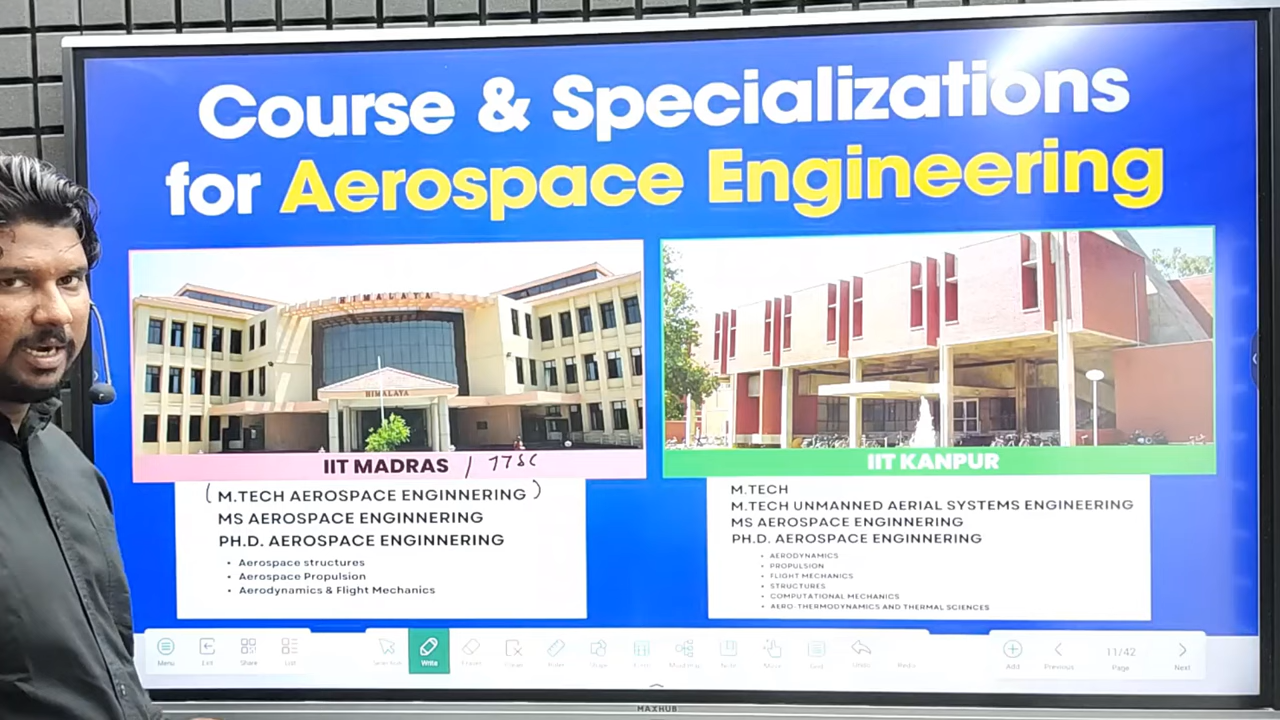 Course & Specializations
for Aerospace Engineering
HIMALAYA
HIMALAYA
IIT MADRAS /
(M.TECH AEROSPACE ENGINNERING)
MS AEROSPACE ENGINNERING
PH.D. AEROSPACE ENGINNERING
• Aerospace structures
• Aerospace Propulsion
• Aerodynamics & Flight Mechanics
IIT KANPUR
M.TECH
M.TECH UNMANNED AERIAL SYSTEMS ENGINEERING
MS AEROSPACE ENGINNERING
PH.D. AEROSPACE ENGINNERING
• AERODYNAMICS
• PROPULSION
• FLIGHT MECHANICS
• STRUCTURES
• COMPUTATIONAL MECHANICS
• AERO-THERMODYNAMICS AND THERMAL SCIENCES
Menu Share Write Undo Redo Add Previous 11/42 Page Next
MAXHUB